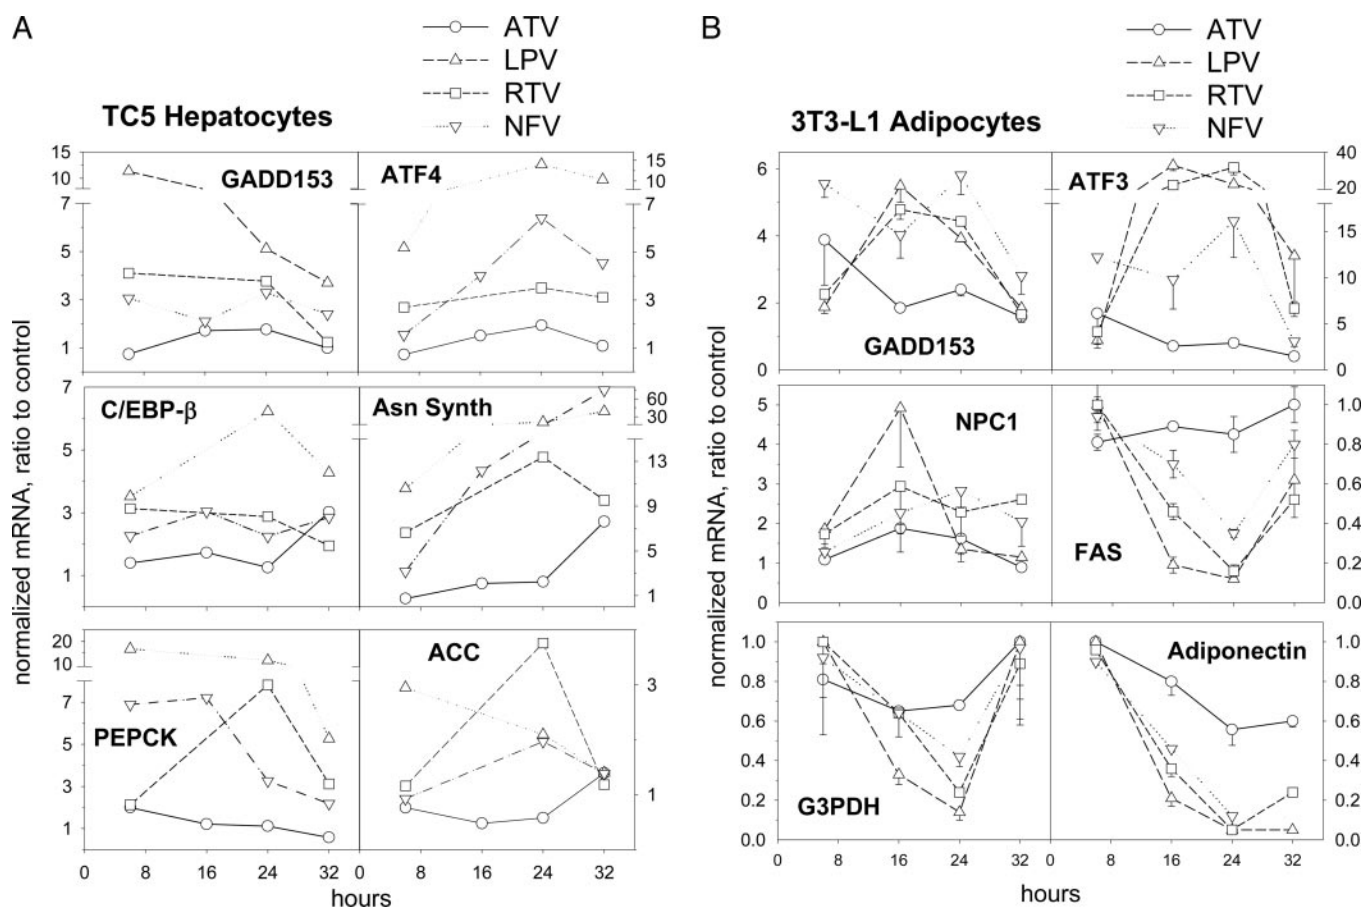 A
ATV
LPV
RTV
NFV
TC5 Hepatocytes
normalized mRNA, ratio to control
15
10
7
5
3
1
GADD153
ATF4
15
10
7
5
3
1
7
5
3
1
C/EBP-β
Asn Synth
60
30
13
9
5
1
20
10
7
5
3
1
PEPCK
ACC
3
1
0 8 16 24 32 0 8 16 24 32
hours
B
ATV
LPV
RTV
NFV
3T3-L1 Adipocytes
normalized mRNA, ratio to control
6
4
2
0
GADD153
ATF3
40
20
15
10
5
0
5
4
3
2
1
0
NPC1
FAS
1.0
0.8
0.6
0.4
0.2
0.0
1.0
0.8
0.6
0.4
0.2
0.0
G3PDH
Adiponectin
1.0
0.8
0.6
0.4
0.2
0.0
0 8 16 24 32 0 8 16 24 32
hours